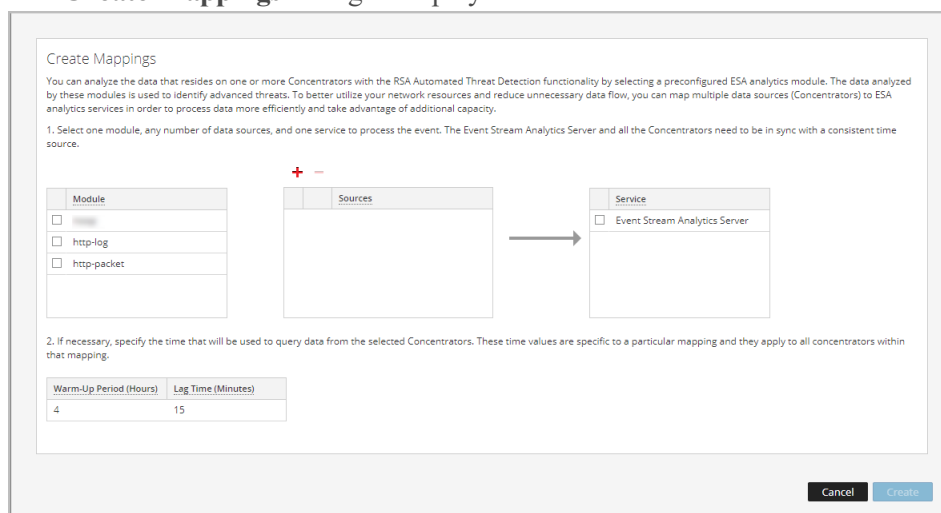 Create Mappings
You can analyze the data that resides on one or more Concentrators with the RSA Automated Threat Detection functionality by selecting a preconfigured ESA analytics module. The data analyzed
by these modules is used to identify advanced threats. To better utilize your network resources and reduce unnecessary data flow, you can map multiple data sources (Concentrators) to ESA
analytics services in order to process data more efficiently and take advantage of additional capacity.
1. Select one module, any number of data sources, and one service to process the event. The Event Stream Analytics Server and all the Concentrators need to be in sync with a consistent time
source.
Module
http-log
http-packet
Sources
Service
Event Stream Analytics Server
2. If necessary, specify the time that will be used to query data from the selected Concentrators. These time values are specific to a particular mapping and they apply to all concentrators within
that mapping.
Warm-Up Period (Hours) Lag Time (Minutes)
4 15
Cancel Create